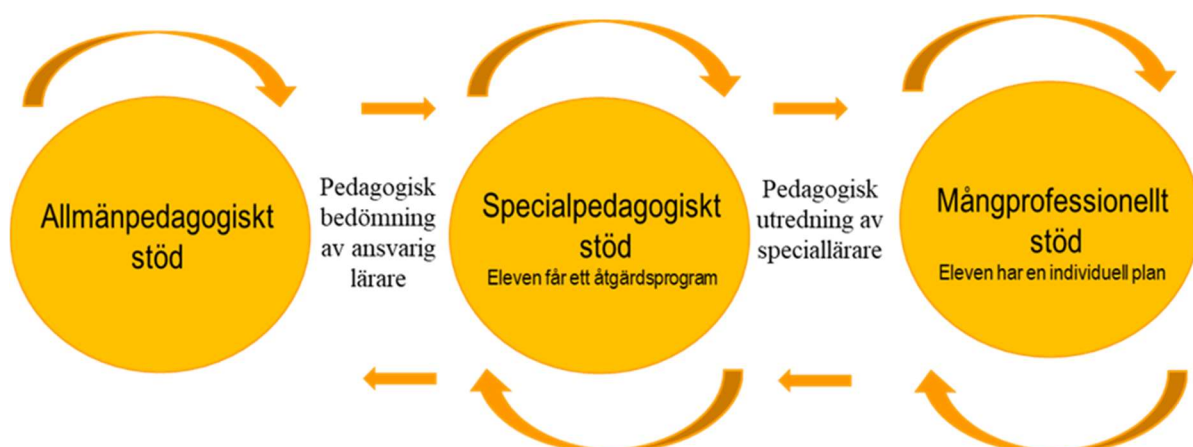 Allmänpedagogiskt
stöd
Pedagogisk
bedömning
av ansvarig
lärare
Specialpedagogiskt
stöd
Eleven får ett åtgärdsprogram
Pedagogisk
utredning av
speciallärare
Mångprofessionellt
stöd
Eleven har en individuell plan